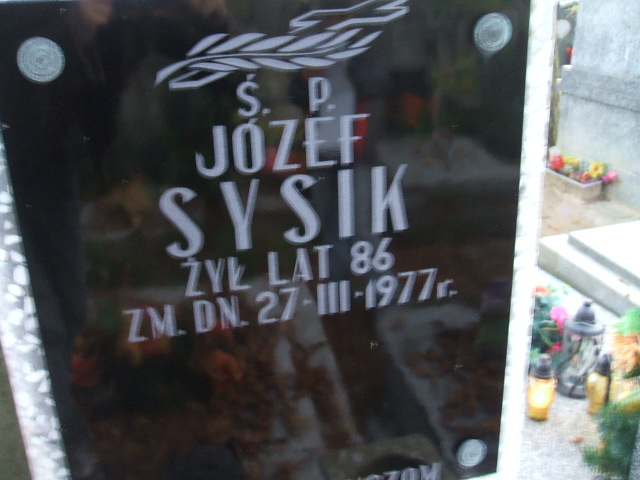 Ś. P.
JÓZEF
SYSIK
ŻYŁ LAT 86
ZM. DN. 27-III-1977r.